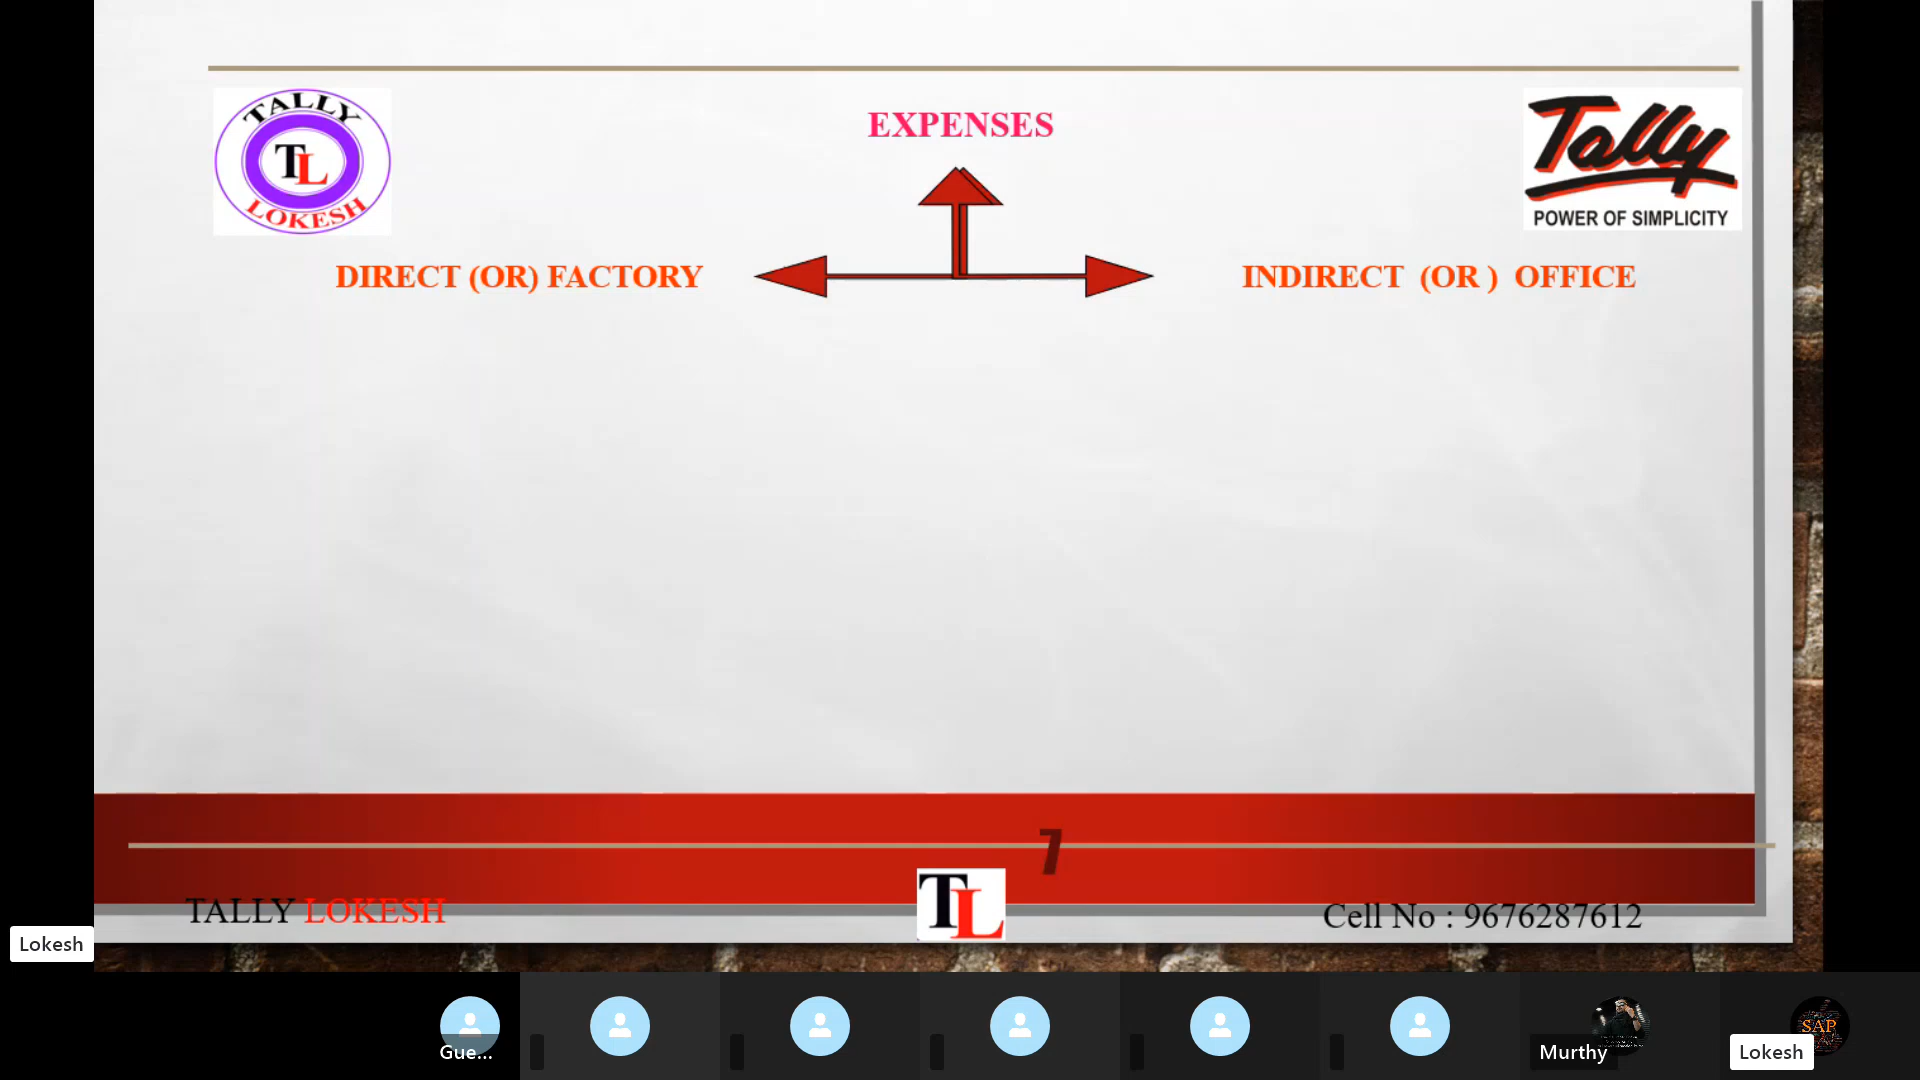 TALLY
TL
LOKESH
EXPENSES
Tally
POWER OF SIMPLICITY
DIRECT (OR) FACTORY
INDIRECT (OR ) OFFICE
7
TALLY LOKESH
TL
Cell No : 9676287612
Lokesh
Gue...
Murthy
SAP
Lokesh